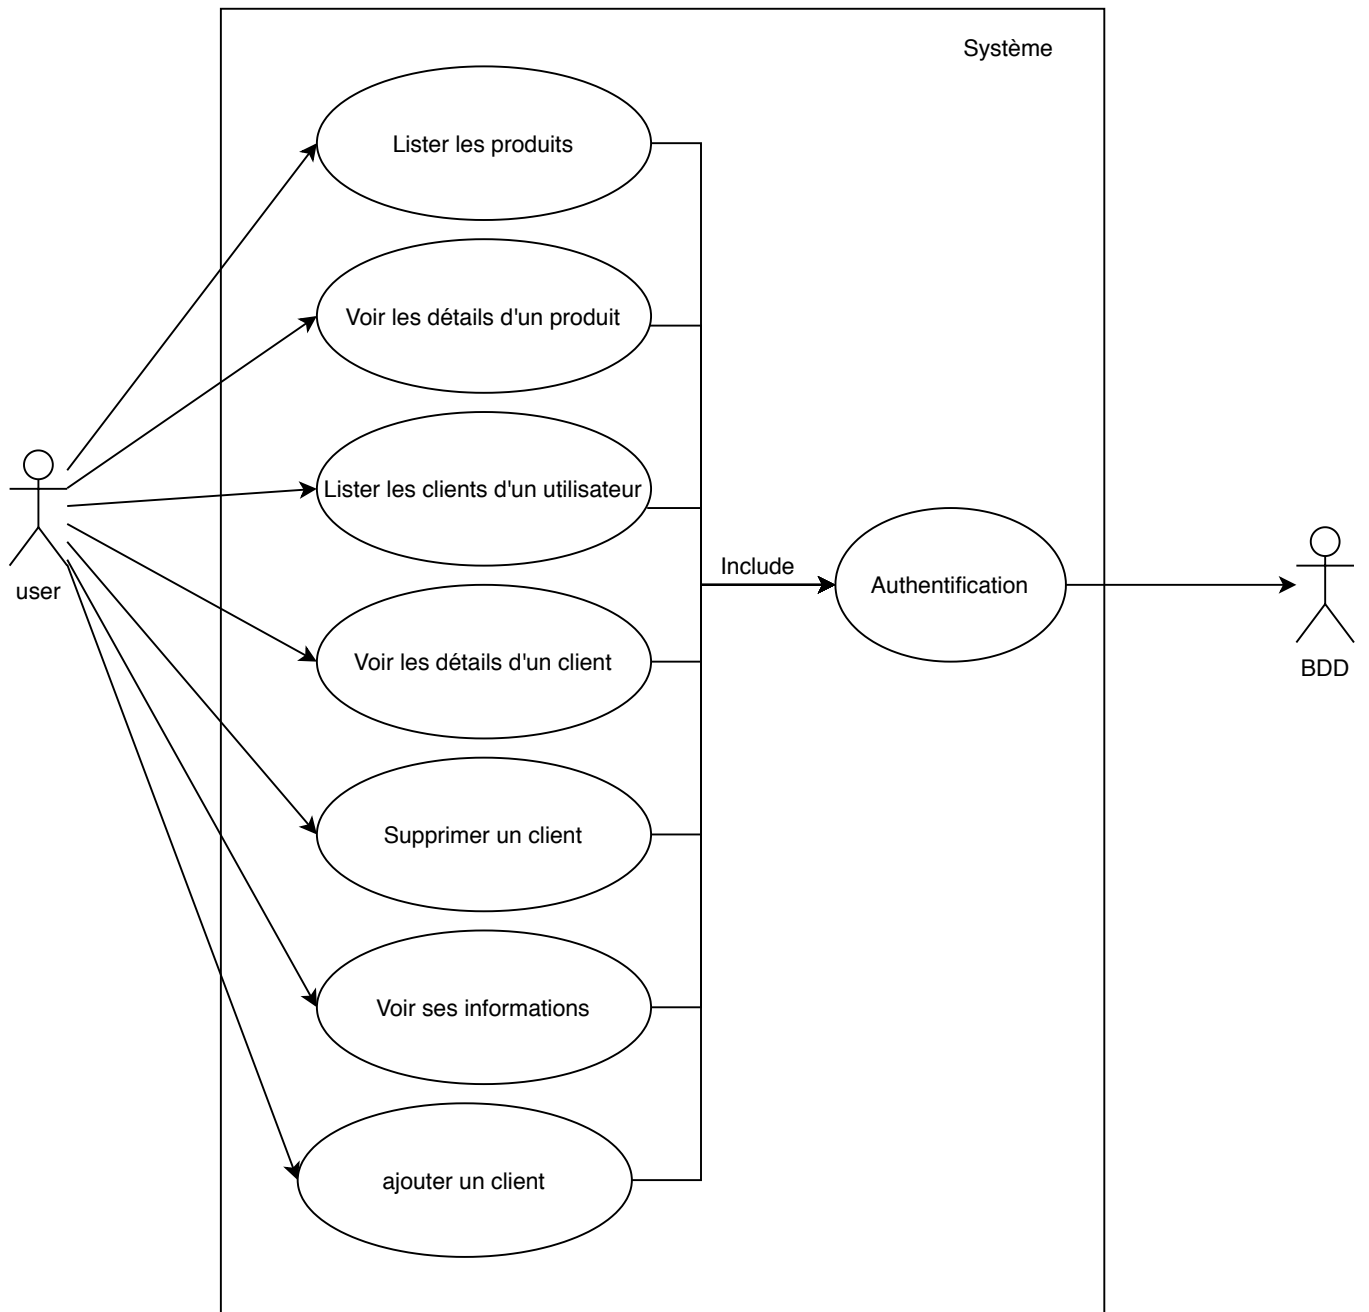 Système
Lister les produits
Voir les détails d'un produit
Lister les clients d'un utilisateur
user
Include
Authentification
Voir les détails d'un client
BDD
Supprimer un client
Voir ses informations
ajouter un client